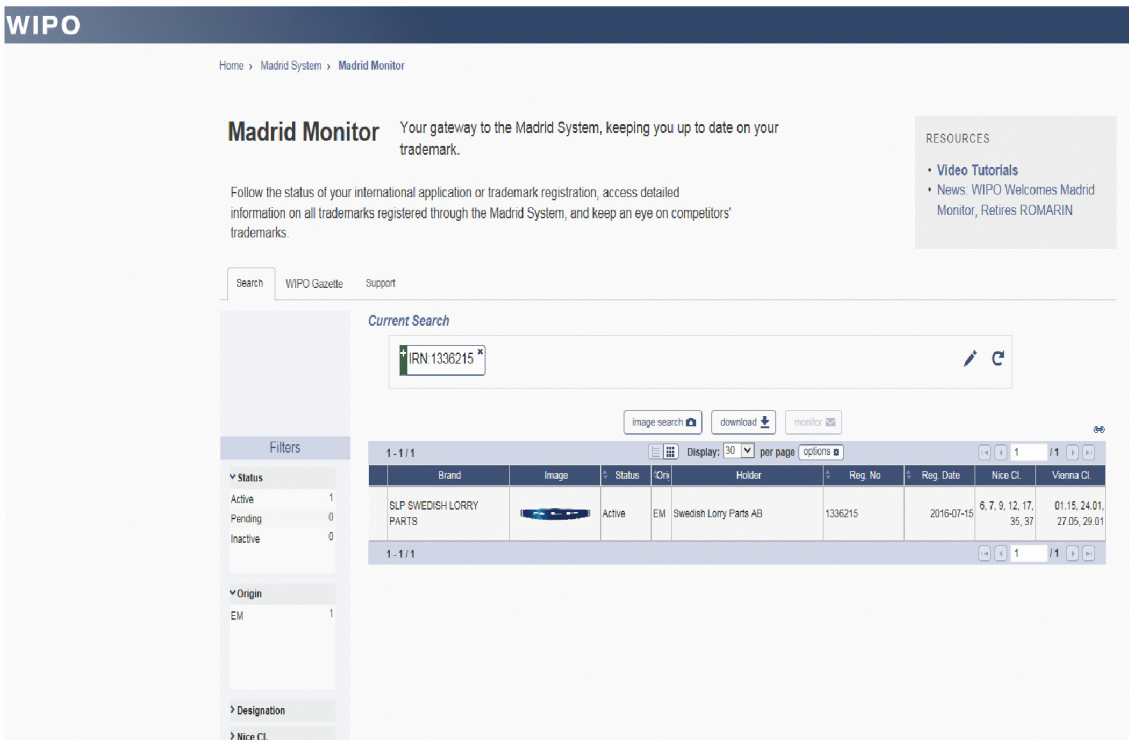 WIPO
Home › Madrid System › Madrid Monitor
Madrid Monitor
Your gateway to the Madrid System, keeping you up to date on your
trademark.
Follow the status of your international application or trademark registration, access detailed
information on all trademarks registered through the Madrid System, and keep an eye on competitors'
trademarks.
RESOURCES
• Video Tutorials
• News: WIPO Welcomes Madrid
Monitor, Retires ROMARIN
Search WIPO Gazette Support
Current Search
+ IRN:1336215 x
image search download monitor
Filters
1 - 1 / 1 Display: 30 per page options 1 / 1
Brand Image Status Ori Holder Reg. No Reg. Date Nice Cl. Vienna Cl.
SLP SWEDISH LORRY
PARTS
Active EM Swedish Lorry Parts AB 1336215 2016-07-15
6, 7, 9, 12, 17,
35, 37
01.15, 24.01,
27.05, 29.01
1 - 1 / 1 1 / 1
Status
Active 1
Pending 0
Inactive 0
Origin
EM 1
Designation
Nice Cl.